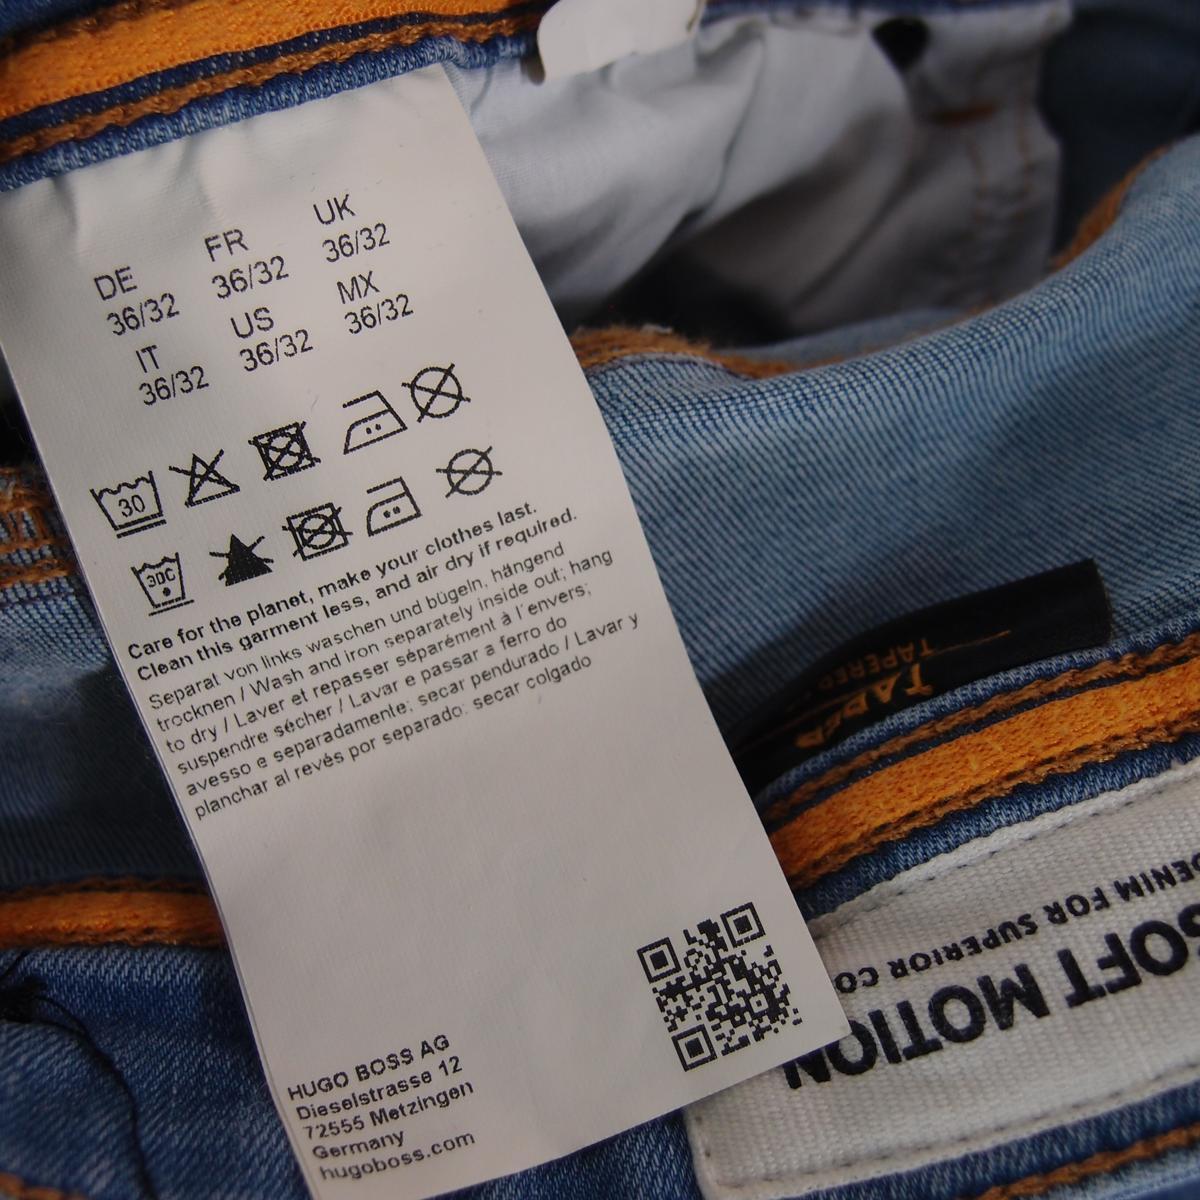 DE
36/32
FR
36/32
UK
36/32
IT
36/32
US
36/32
MX
36/32
30
30C
Care for the planet, make your clothes last.
Clean this garment less, and air dry if required.
Separat von links waschen und bügeln, hängend
trocknen / Wash and iron separately inside out; hang
to dry / Laver et repasser séparément à l'envers;
suspendre sécher / Lavar e passar a ferro do
avesso e separadamente; secar pendurado / Lavar y
planchar al revés por separado: secar colgado
HUGO BOSS AG
Dieselstrasse 12
72555 Metzingen
Germany
hugoboss.com
TABER
TAPERED
SOFT MOTION
DENIM FOR SUPERIOR CO